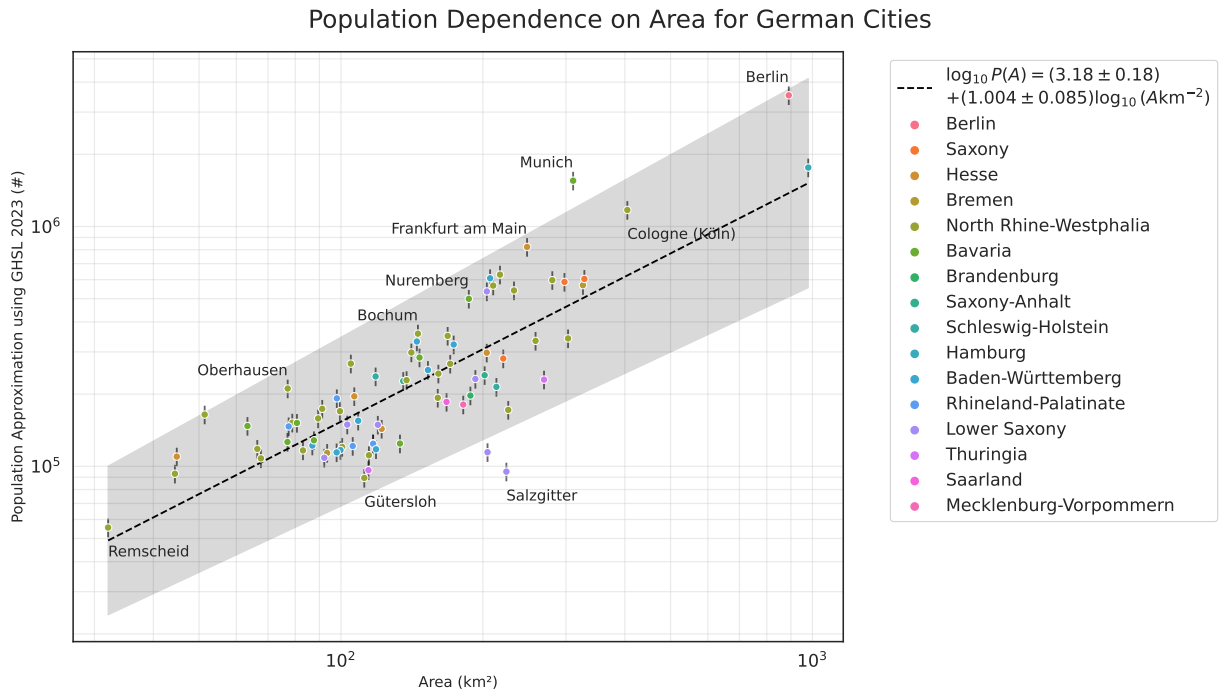 Population Dependence on Area for German Cities
Population Approximation using GHSL 2023 (#)
10⁶
10⁵
10²
10³
Area (km²)
Berlin
Munich
Frankfurt am Main
Cologne (Köln)
Nuremberg
Bochum
Oberhausen
Gütersloh
Salzgitter
Remscheid
log₁₀ P(A) = (3.18 ± 0.18)
+(1.004 ± 0.085)log₁₀ (Akm⁻²)
Berlin
Saxony
Hesse
Bremen
North Rhine-Westphalia
Bavaria
Brandenburg
Saxony-Anhalt
Schleswig-Holstein
Hamburg
Baden-Württemberg
Rhineland-Palatinate
Lower Saxony
Thuringia
Saarland
Mecklenburg-Vorpommern